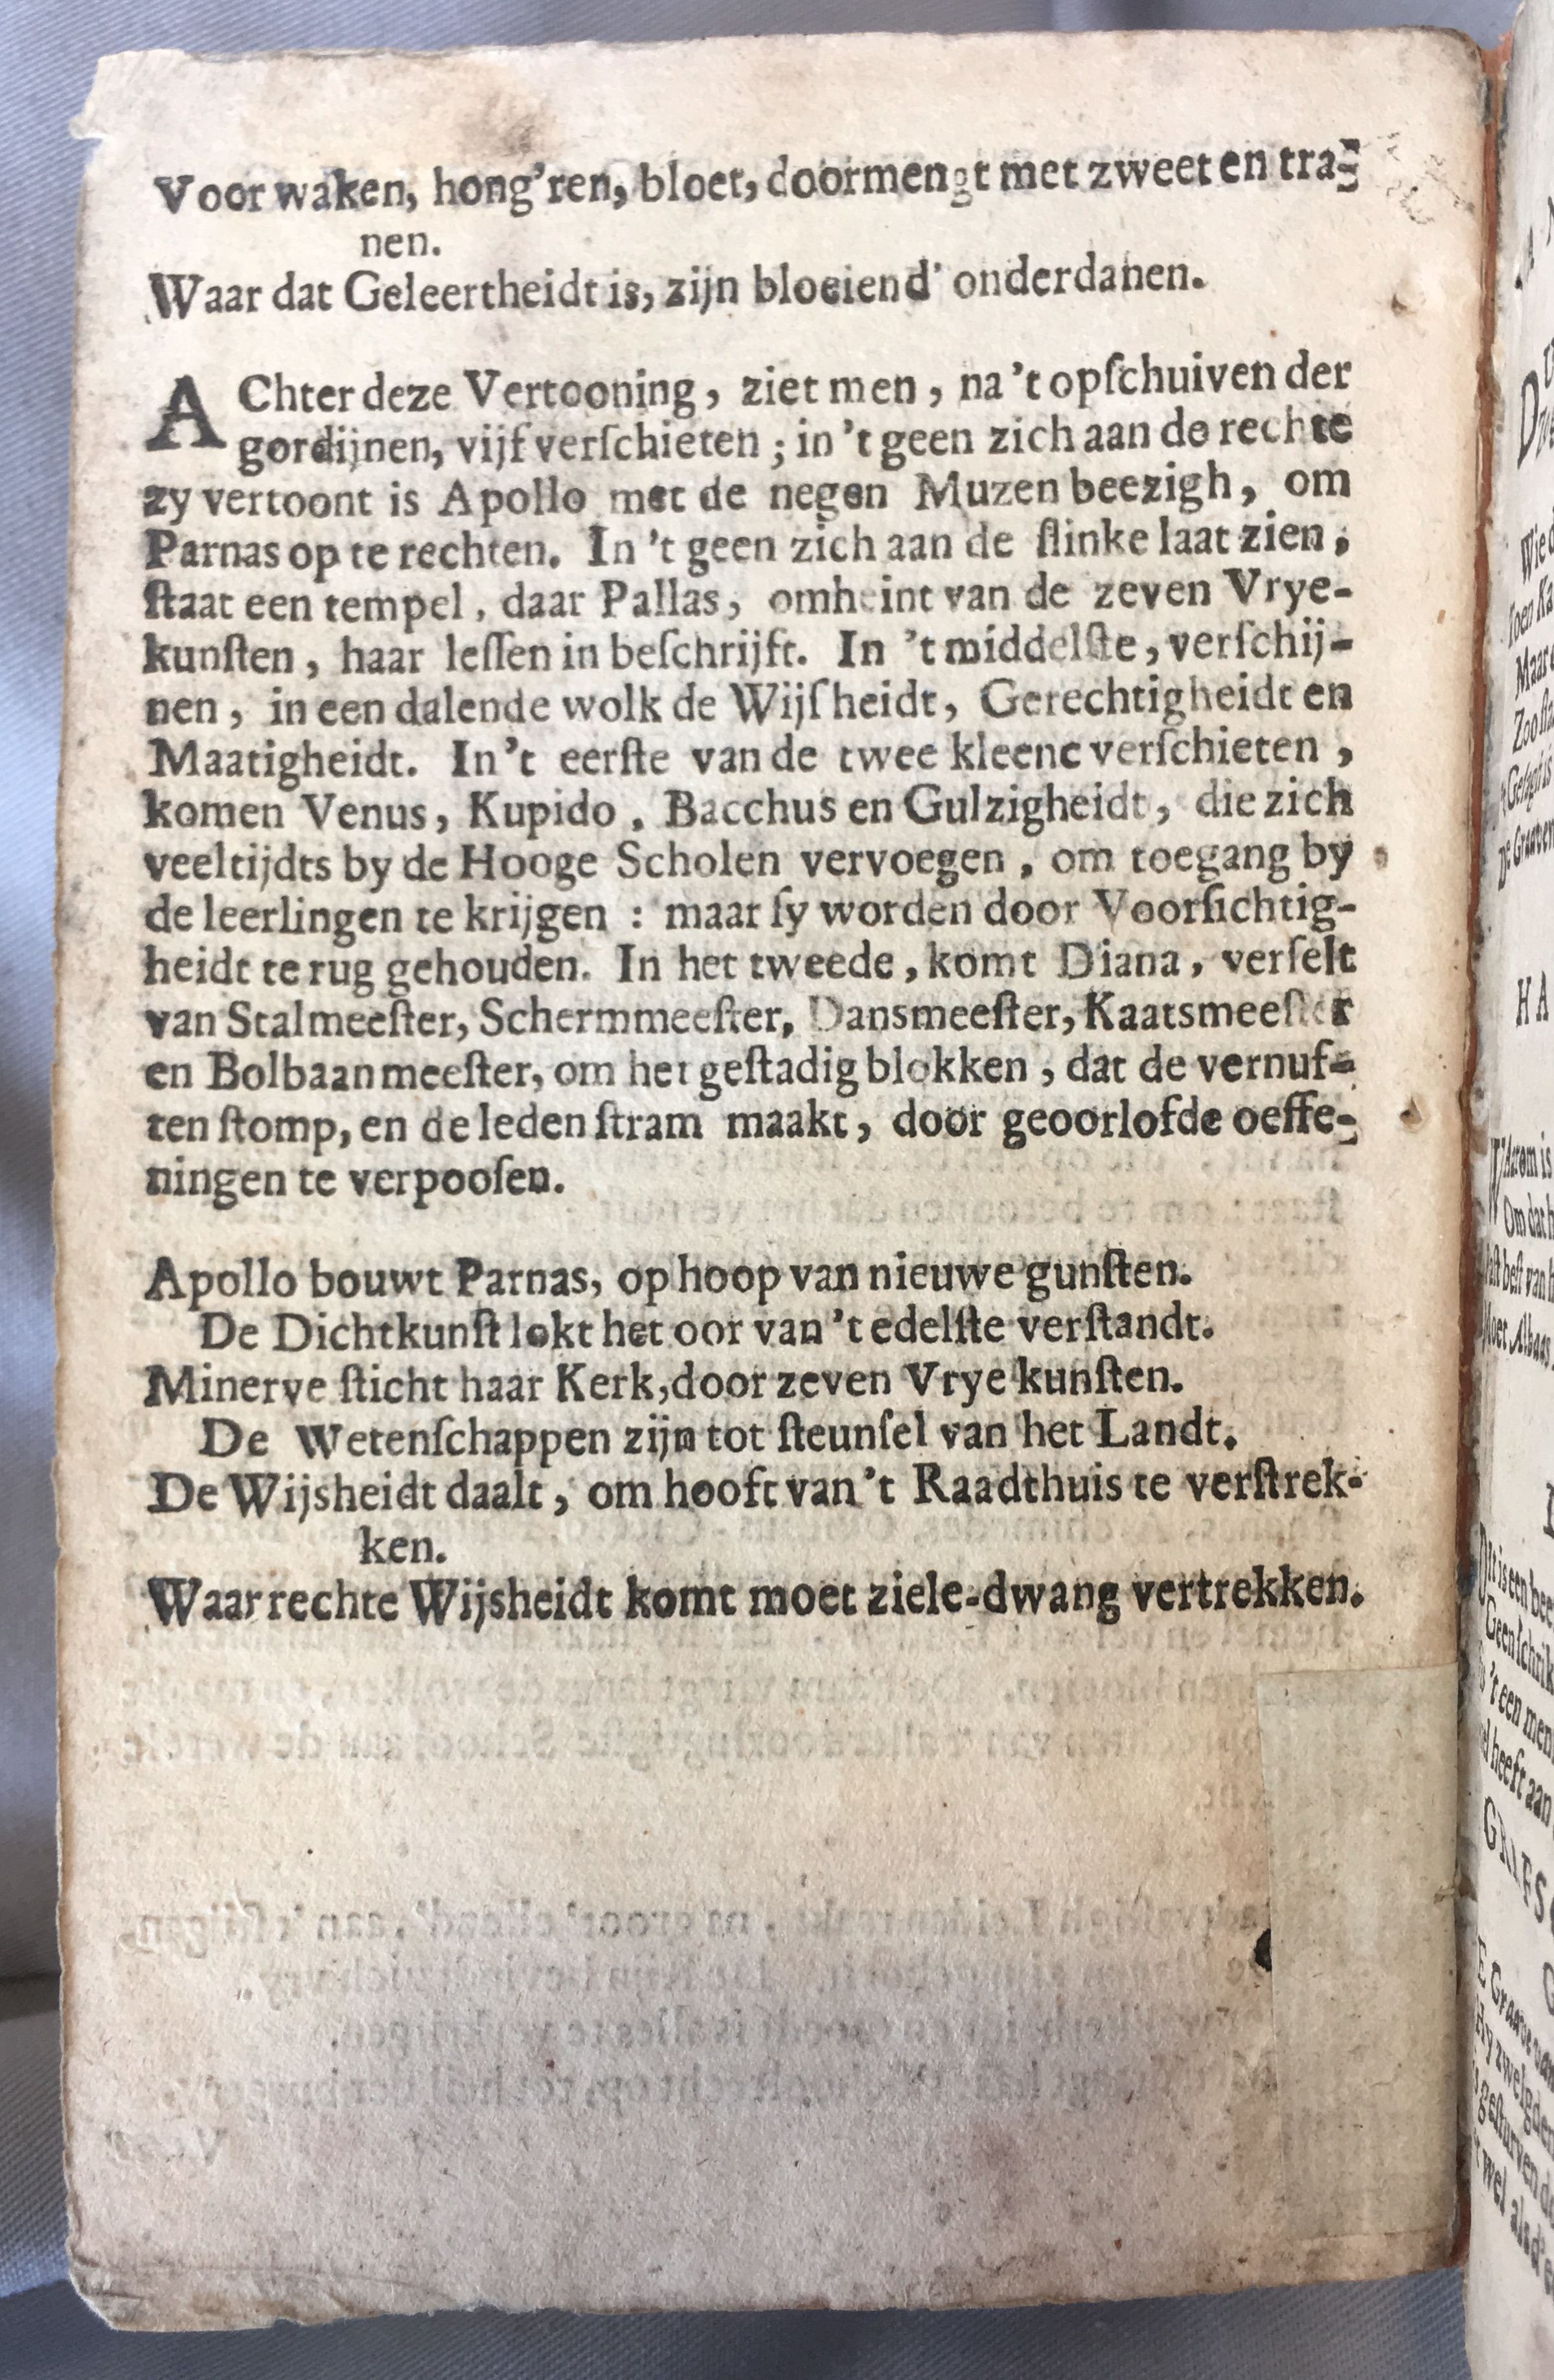 Voor waken, hong'ren, bloet, doormengt met zweet en tra-
nen.
Waar dat Geleertheidt is, zijn bloeiend' onderdanen.
AChter deze Vertooning, ziet men, na 't opſchuiven der
gordijnen, vijf verſchieten; in 't geen zich aan de rechte
zy vertoont is Apollo met de negen Muzen beezigh, om
Parnas op te rechten. In 't geen zich aan de ſlinke laat zien,
ſtaat een tempel, daar Pallas, omheint van de zeven Vrye-
kunſten, haar leſſen in beſchrijft. In 't middelſte, verſchij-
nen, in een dalende wolk de Wijſheidt, Gerechtigheidt en
Maatigheidt. In 't eerſte van de twee kleene verſchieten,
komen Venus, Kupido, Bacchus en Gulzigheidt, die zich
veeltijdts by de Hooge Scholen vervoegen, om toegang by
de leerlingen te krijgen: maar ſy worden door Voorſichtig-
heidt te rug gehouden. In het tweede, komt Diana, verſelt
van Stalmeeſter, Schermmeeſter, Dansmeeſter, Kaatsmeeſter
en Bolbaanmeeſter, om het geſtadig blokken, dat de vernuf-
ten ſtomp, en de leden ſtram maakt, door geoorlofde oeffe-
ningen te verpooſen.
Apollo bouwt Parnas, op hoop van nieuwe gunſten.
De Dichtkunſt lokt het oor van 't edelſte verſtandt.
Minerve ſticht haar Kerk, door zeven Vrye kunſten.
De Wetenſchappen zijn tot ſteunſel van het Landt.
De Wijsheidt daalt, om hooft van 't Raadthuis te verſtrek-
ken.
Waar rechte Wijsheidt komt moet ziele-dwang vertrekken.